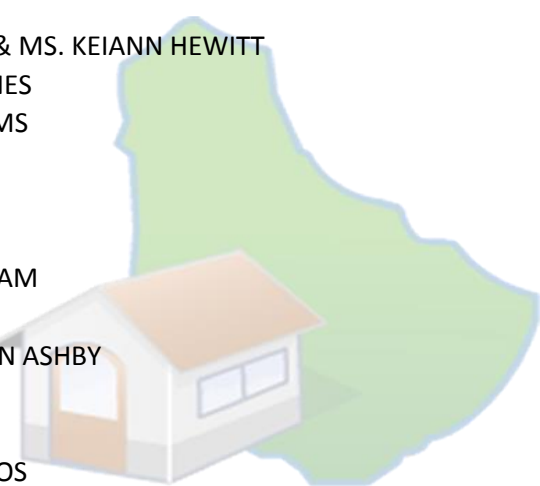 & MS. KEIANN HEWITT
IES
MS
AM
N ASHBY
OS